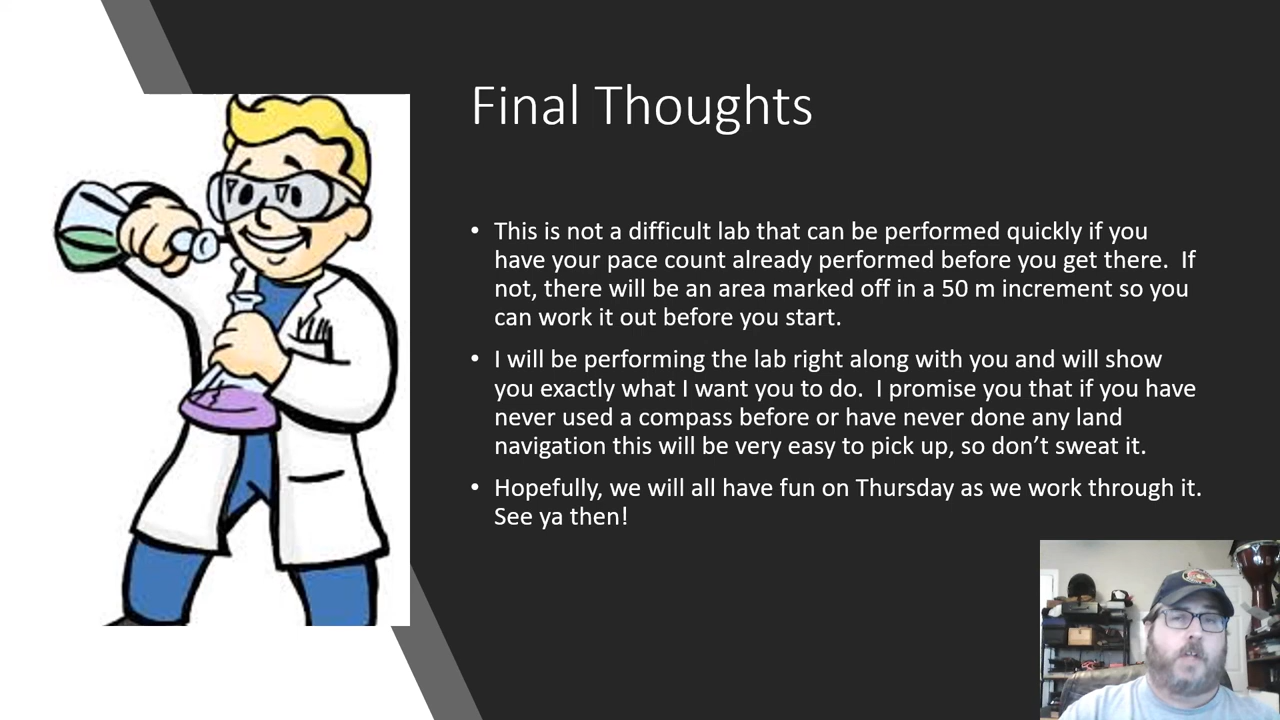 Final Thoughts
• This is not a difficult lab that can be performed quickly if you
have your pace count already performed before you get there.  If
not, there will be an area marked off in a 50 m increment so you
can work it out before you start.
• I will be performing the lab right along with you and will show
you exactly what I want you to do.  I promise you that if you have
never used a compass before or have never done any land
navigation this will be very easy to pick up, so don’t sweat it.
• Hopefully, we will all have fun on Thursday as we work through it.
See ya then!